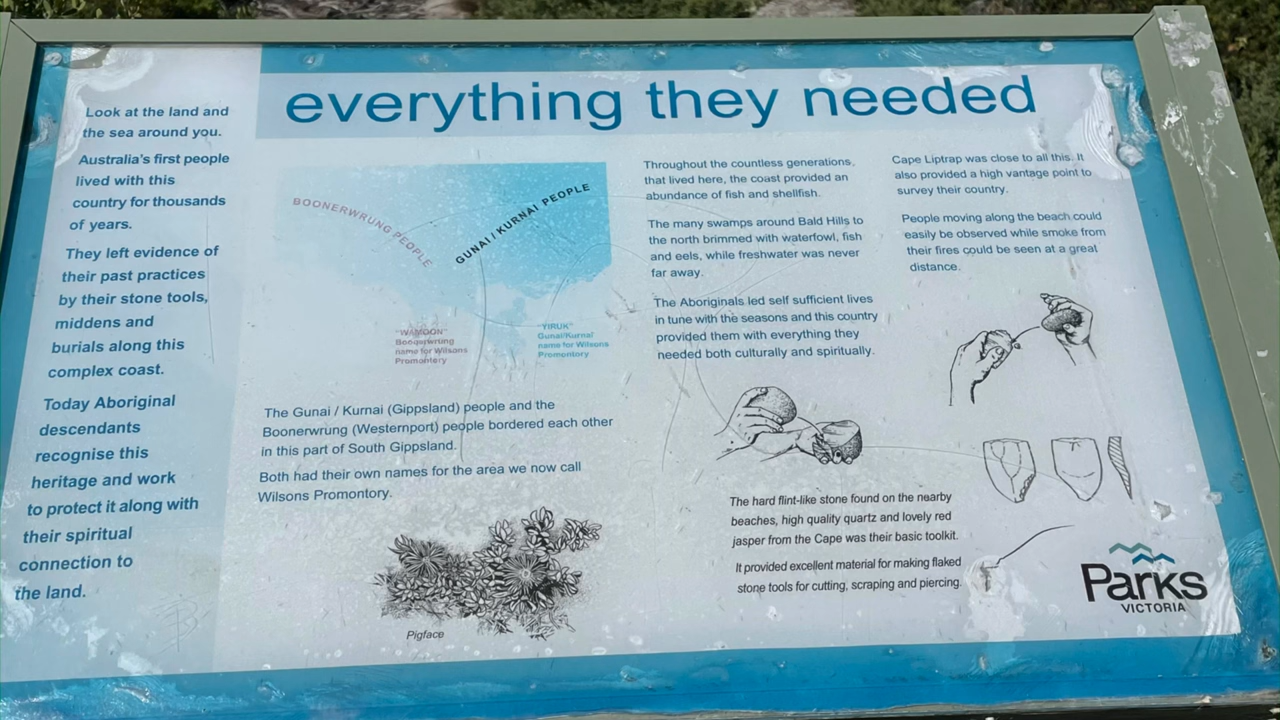 everything they needed
Look at the land and
the sea around you.
Australia's first people
lived with this
country for thousands
of years.
They left evidence of
their past practices
by their stone tools,
middens and
burials along this
complex coast.
Today Aboriginal
descendants
recognise this
heritage and work
to protect it along with
their spiritual
connection to
the land.
BOONERWRUNG PEOPLE
GUNAI / KURNAI PEOPLE
"WAMOON"
Boonurwrung
name for Wilsons
Promontory
"YIRUK"
Gunai/Kurnai
name for Wilsons
Promontory
The Gunai / Kurnai (Gippsland) people and the
Boonerwrung (Westernport) people bordered each other
in this part of South Gippsland.
Both had their own names for the area we now call
Wilsons Promontory.
Pigface
Throughout the countless generations,
that lived here, the coast provided an
abundance of fish and shellfish.
The many swamps around Bald Hills to
the north brimmed with waterfowl, fish
and eels, while freshwater was never
far away.
The Aboriginals led self sufficient lives
in tune with the seasons and this country
provided them with everything they
needed both culturally and spiritually.
Cape Liptrap was close to all this. It
also provided a high vantage point to
survey their country.
People moving along the beach could
easily be observed while smoke from
their fires could be seen at a great
distance.
The hard flint-like stone found on the nearby
beaches, high quality quartz and lovely red
jasper from the Cape was their basic toolkit.
It provided excellent material for making flaked
stone tools for cutting, scraping and piercing.
Parks
VICTORIA